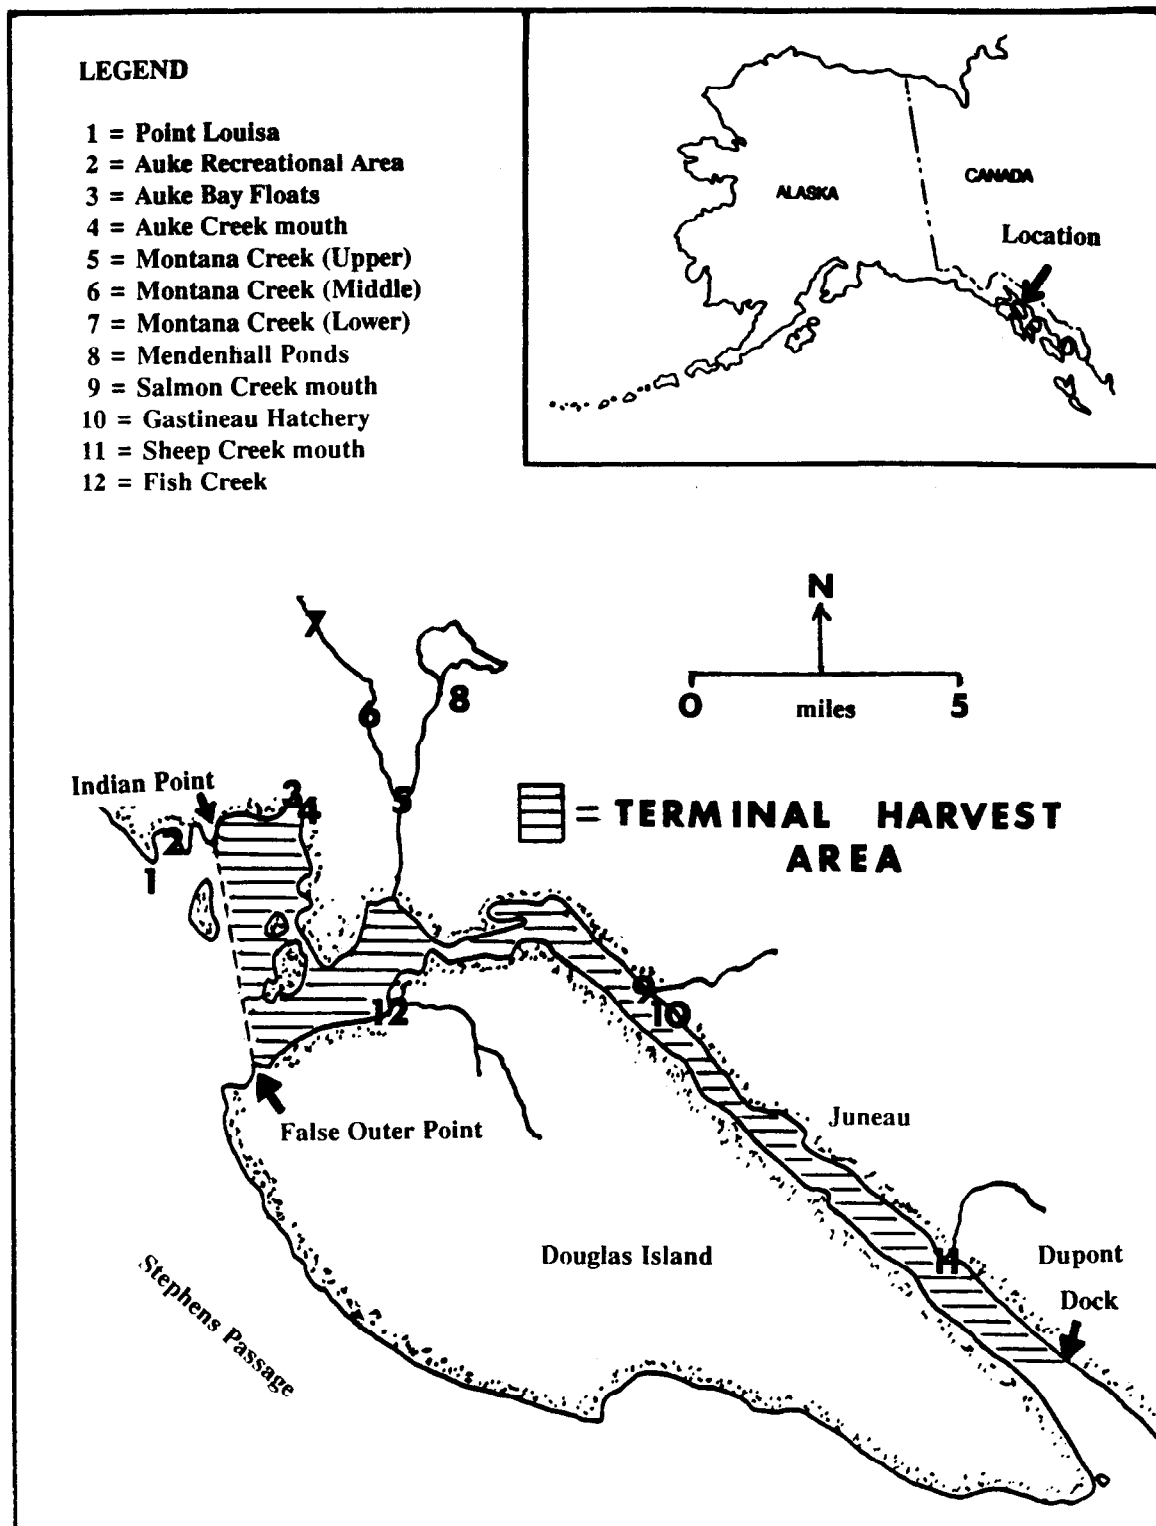 LEGEND
1 = Point Louisa
2 = Auke Recreational Area
3 = Auke Bay Floats
4 = Auke Creek mouth
5 = Montana Creek (Upper)
6 = Montana Creek (Middle)
7 = Montana Creek (Lower)
8 = Mendenhall Ponds
9 = Salmon Creek mouth
10 = Gastineau Hatchery
11 = Sheep Creek mouth
12 = Fish Creek
ALASKA
CANADA
Location
N
0 miles 5
7
8
6
5
Indian Point
3
4
2
1
= TERMINAL HARVEST
AREA
9
10
12
False Outer Point
Juneau
Douglas Island
11
Dupont
Dock
Stephens Passage